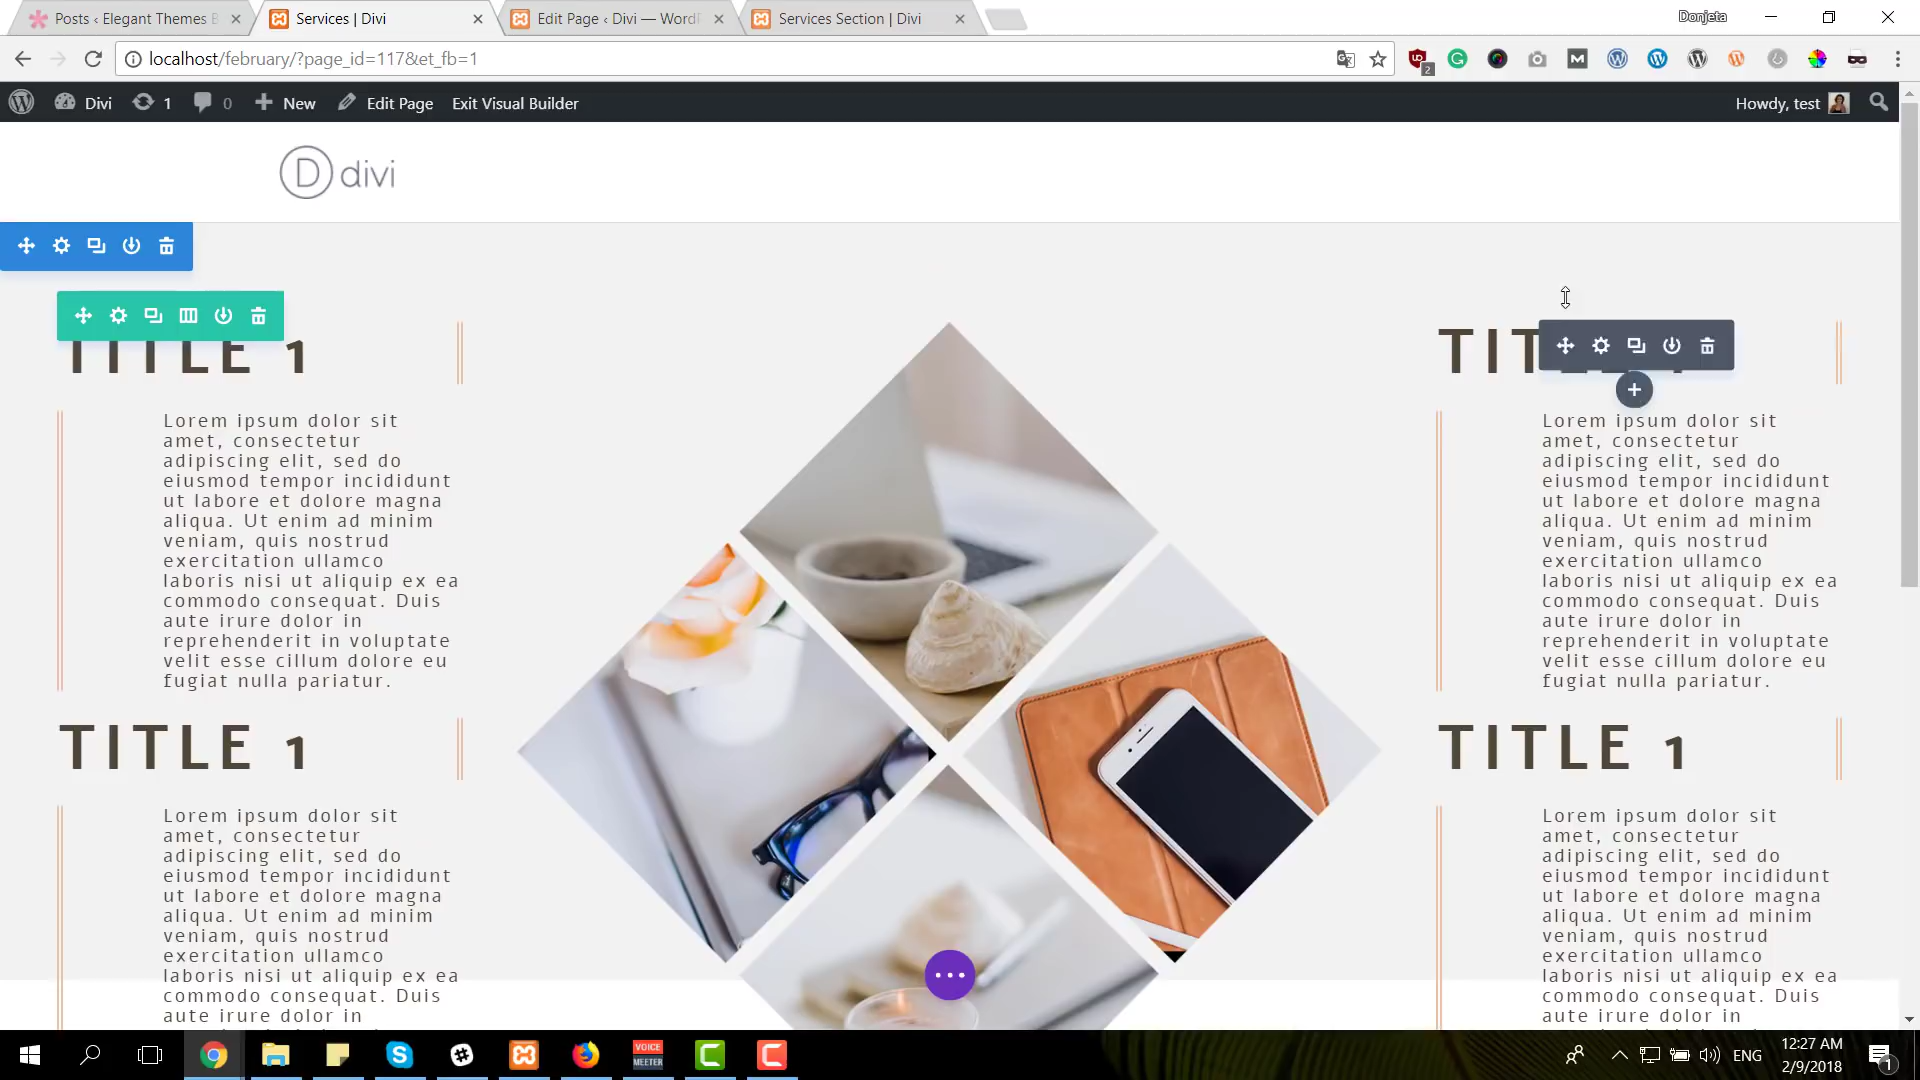 Posts ‹ Elegant Themes B
Services | Divi
Edit Page ‹ Divi — WordP
Services Section | Divi
Donjeta
localhost/february/?page_id=117&et_fb=1
2
Divi
1
0
New
Edit Page
Exit Visual Builder
Howdy, test
D divi
TITLE 1
Lorem ipsum dolor sit
amet, consectetur
adipiscing elit, sed do
eiusmod tempor incididunt
ut labore et dolore magna
aliqua. Ut enim ad minim
veniam, quis nostrud
exercitation ullamco
laboris nisi ut aliquip ex ea
commodo consequat. Duis
aute irure dolor in
reprehenderit in voluptate
velit esse cillum dolore eu
fugiat nulla pariatur.
TITLE 1
Lorem ipsum dolor sit
amet, consectetur
adipiscing elit, sed do
eiusmod tempor incididunt
ut labore et dolore magna
aliqua. Ut enim ad minim
veniam, quis nostrud
exercitation ullamco
laboris nisi ut aliquip ex ea
commodo consequat. Duis
aute irure dolor in
TIT
Lorem ipsum dolor sit
amet, consectetur
adipiscing elit, sed do
eiusmod tempor incididunt
ut labore et dolore magna
aliqua. Ut enim ad minim
veniam, quis nostrud
exercitation ullamco
laboris nisi ut aliquip ex ea
commodo consequat. Duis
aute irure dolor in
reprehenderit in voluptate
velit esse cillum dolore eu
fugiat nulla pariatur.
TITLE 1
Lorem ipsum dolor sit
amet, consectetur
adipiscing elit, sed do
eiusmod tempor incididunt
ut labore et dolore magna
aliqua. Ut enim ad minim
veniam, quis nostrud
exercitation ullamco
laboris nisi ut aliquip ex ea
commodo consequat. Duis
aute irure dolor in
VOICE
MEETER
ENG
12:27 AM
2/9/2018
1